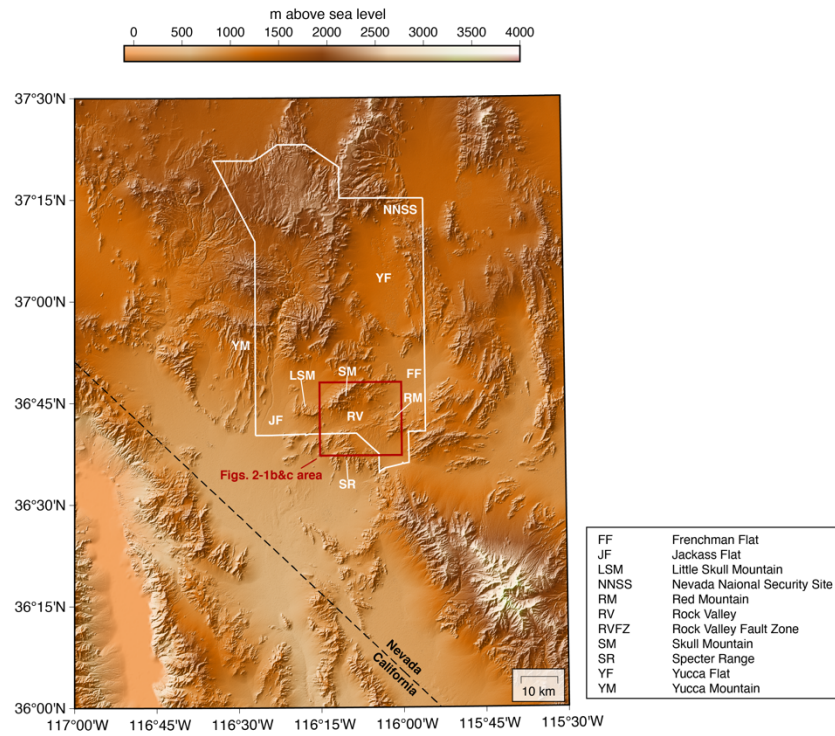 m above sea level
0 500 1000 1500 2000 2500 3000 3500 4000
37°30'N
37°15'N
NNSS
YF
37°00'N
YM
LSM
SM
FF
36°45'N
RM
JF
RV
Figs. 2-1b&c area
SR
36°30'N
FF Frenchman Flat
JF Jackass Flat
LSM Little Skull Mountain
NNSS Nevada Naional Security Site
RM Red Mountain
RV Rock Valley
RVFZ Rock Valley Fault Zone
SM Skull Mountain
SR Specter Range
YF Yucca Flat
YM Yucca Mountain
36°15'N
Nevada
California
10 km
36°00'N
117°00'W 116°45'W 116°30'W 116°15'W 116°00'W 115°45'W 115°30'W